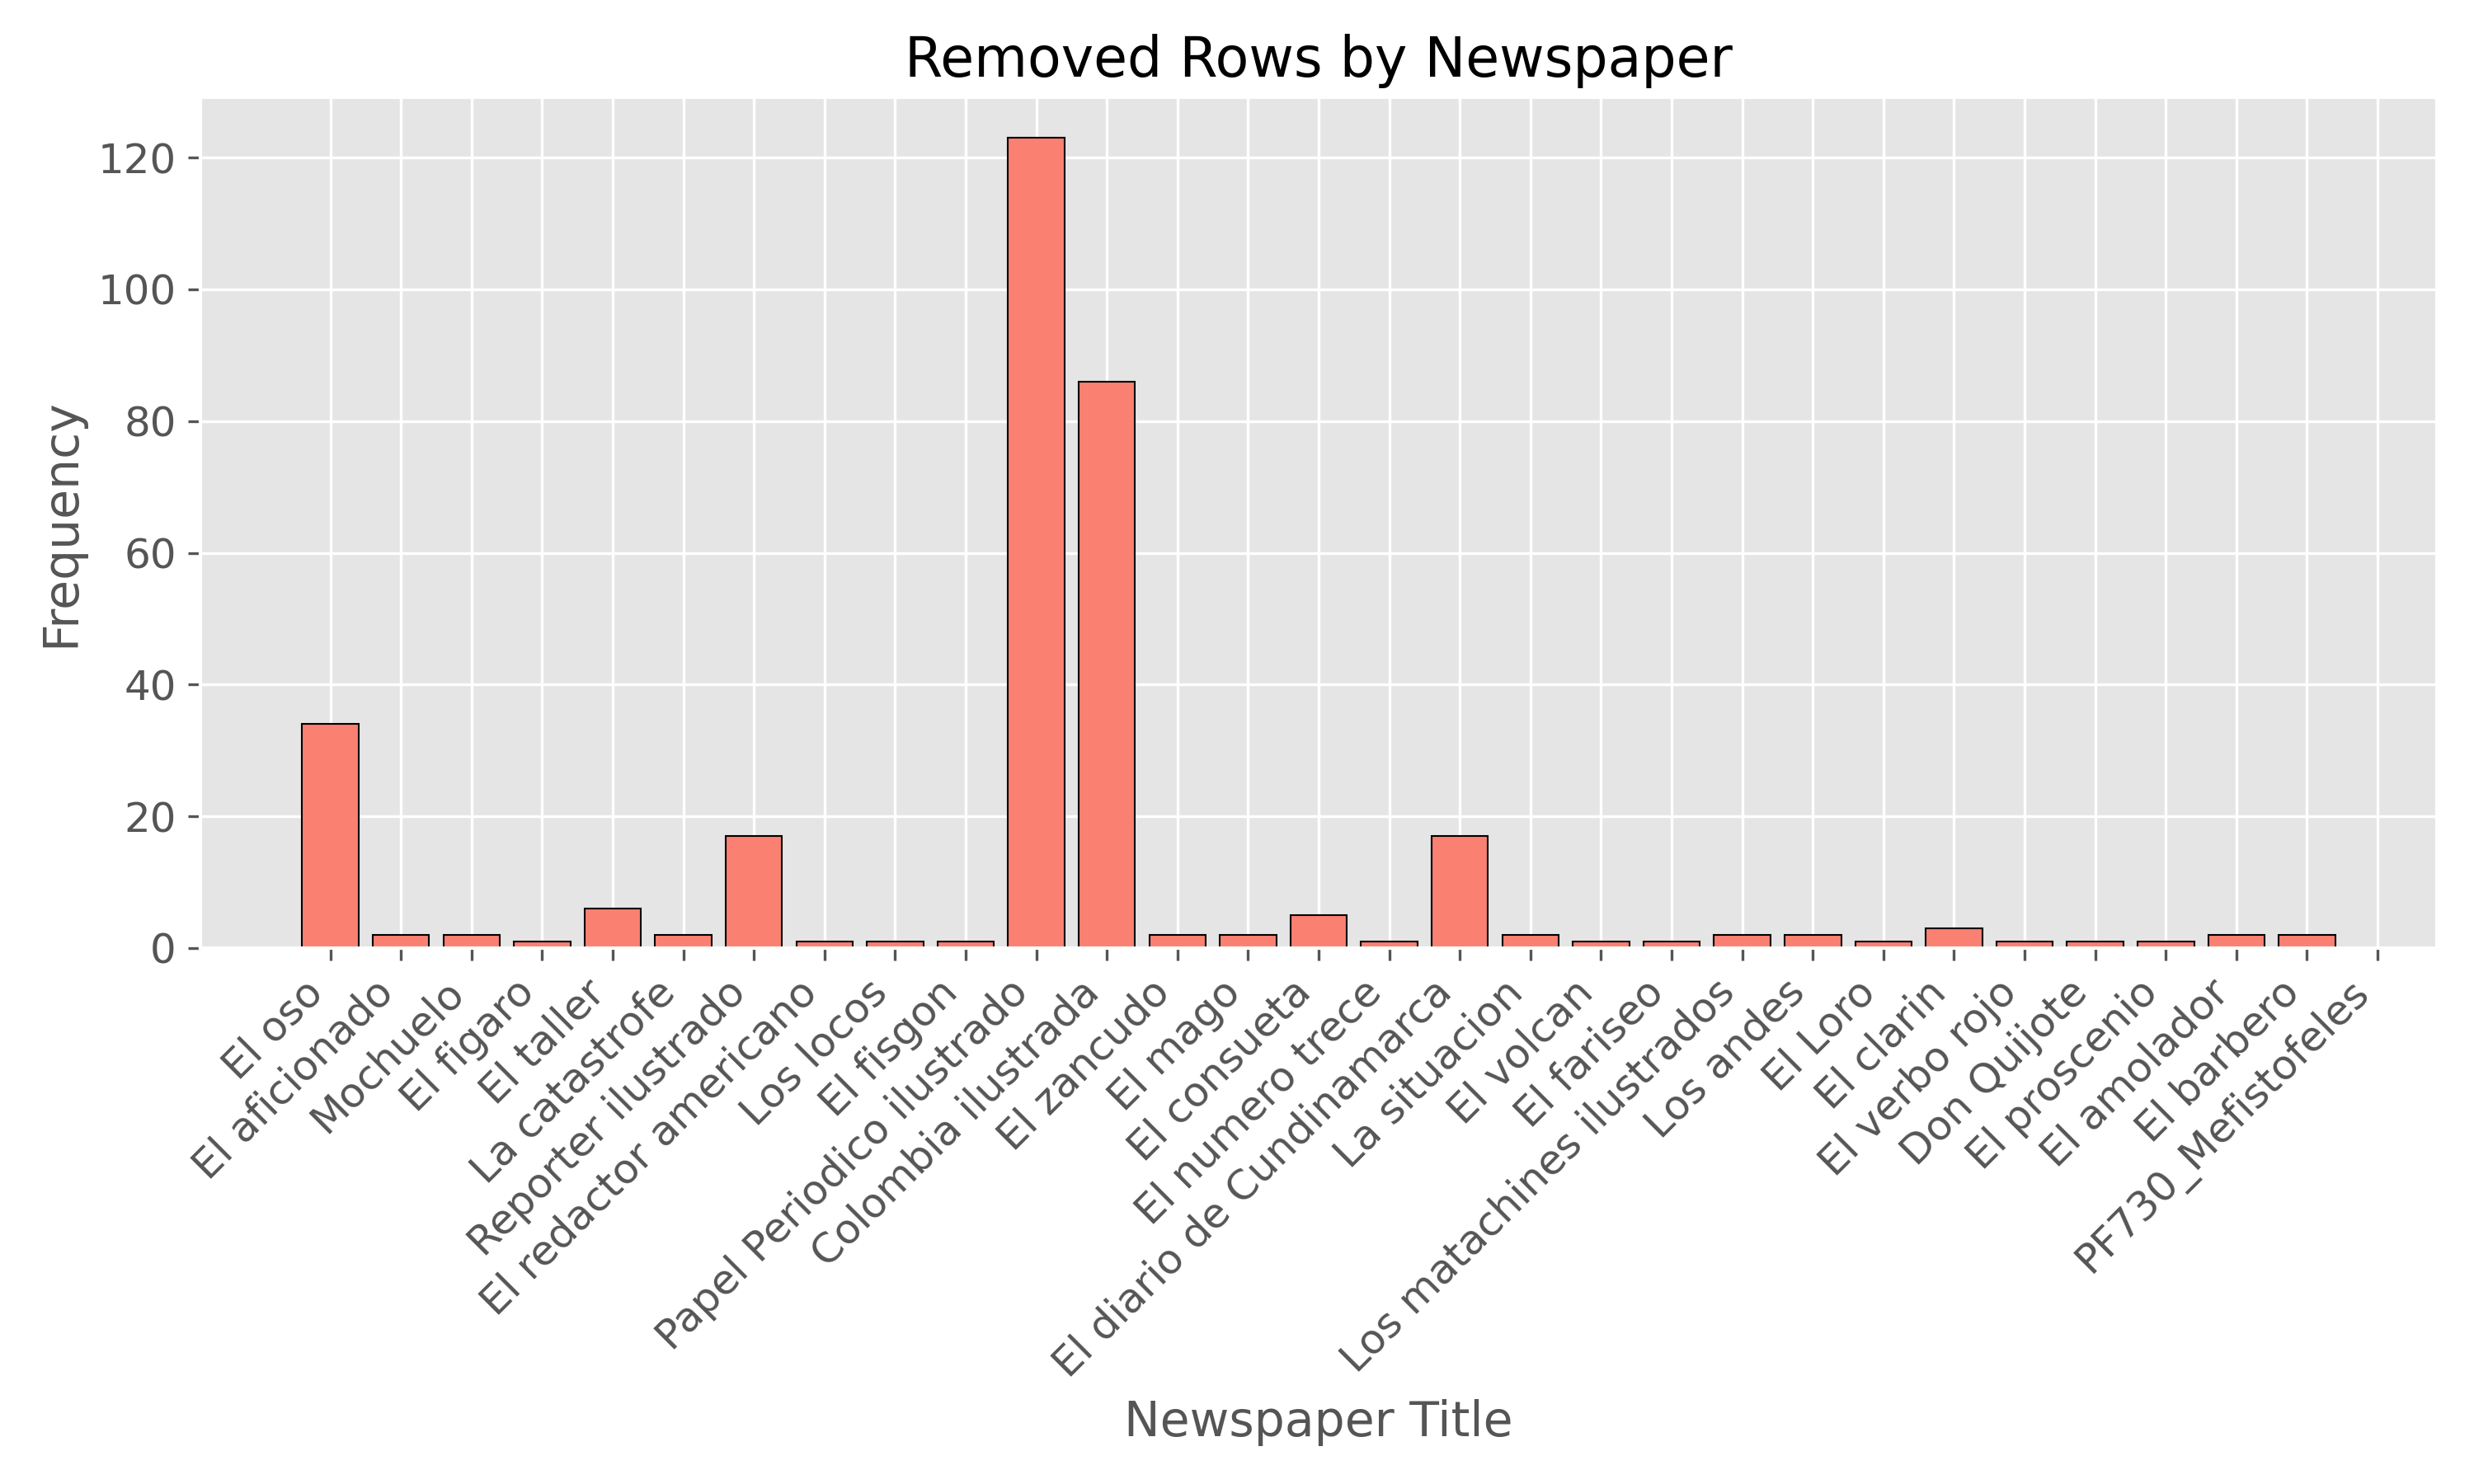 Removed Rows by Newspaper
Frequency
120
100
80
60
40
20
0
El oso
El aficionado
Mochuelo
El figaro
El taller
La catastrofe
Reporter ilustrado
El redactor americano
Los locos
El fisgon
Papel Periodico ilustrado
Colombia ilustrada
El zancudo
El mago
El consueta
El numero trece
El diario de Cundinamarca
La situacion
El volcan
El fariseo
Los matachines ilustrados
Los andes
El Loro
El clarin
El verbo rojo
Don Quijote
El proscenio
El amolador
El barbero
PF730_Mefistofeles
Newspaper Title